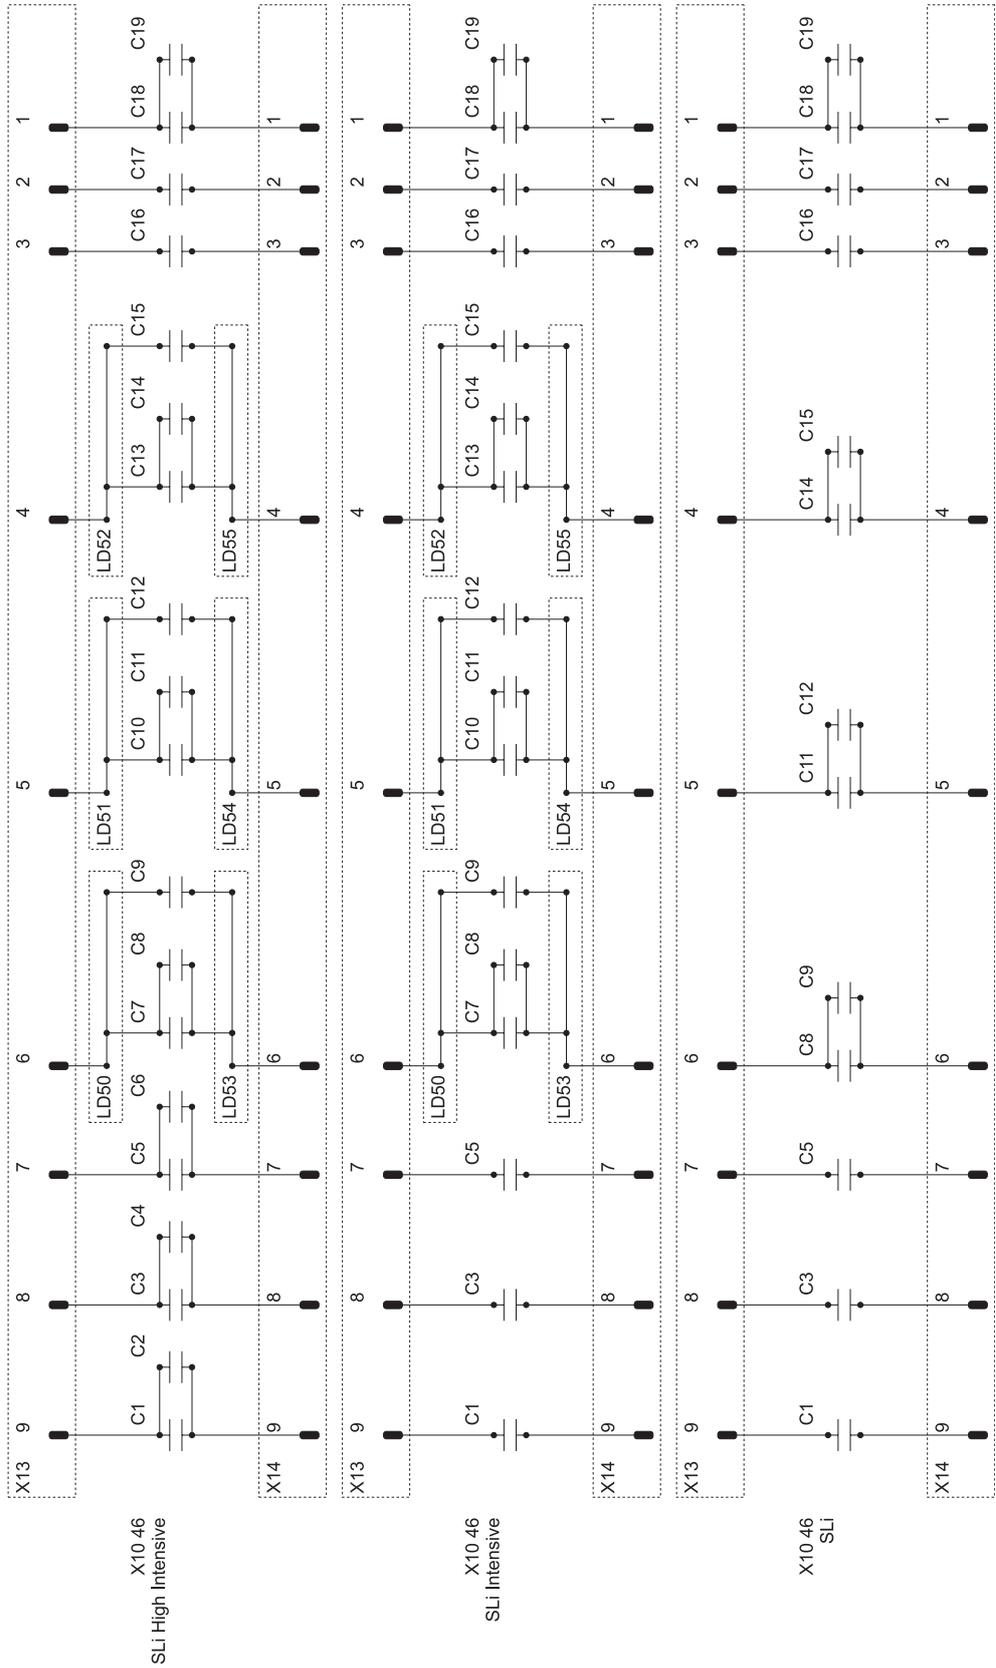 X13 9 8 7 6 5 4 3 2 1
LD50 LD51 LD52
X10 46
SLi High Intensive
C1 C2 C3 C4 C5 C6 C7 C8 C9 C10 C11 C12 C13 C14 C15 C16 C17 C18 C19
LD53 LD54 LD55
X14 9 8 7 6 5 4 3 2 1
X13 9 8 7 6 5 4 3 2 1
LD50 LD51 LD52
X10 46
SLi Intensive
C1 C3 C5 C7 C8 C9 C10 C11 C12 C13 C14 C15 C16 C17 C18 C19
LD53 LD54 LD55
X14 9 8 7 6 5 4 3 2 1
X13 9 8 7 6 5 4 3 2 1
X10 46
SLi
C1 C3 C5 C8 C9 C11 C12 C14 C15 C16 C17 C18 C19
X14 9 8 7 6 5 4 3 2 1